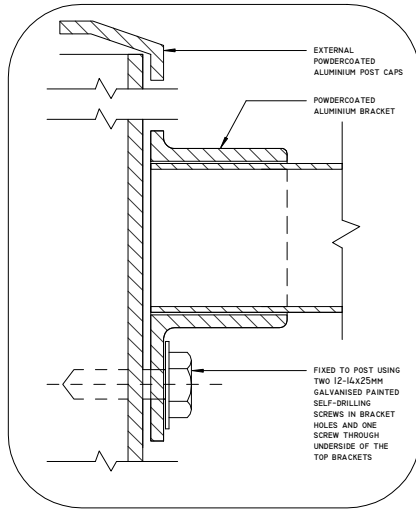 EXTERNAL
POWDERCOATED
ALUMINIUM POST CAPS
POWDERCOATED
ALUMINIUM BRACKET
FIXED TO POST USING
TWO 12-14x25MM
GALVANISED PAINTED
SELF-DRILLING
SCREWS IN BRACKET
HOLES AND ONE
SCREW THROUGH
UNDERSIDE OF THE
TOP BRACKETS